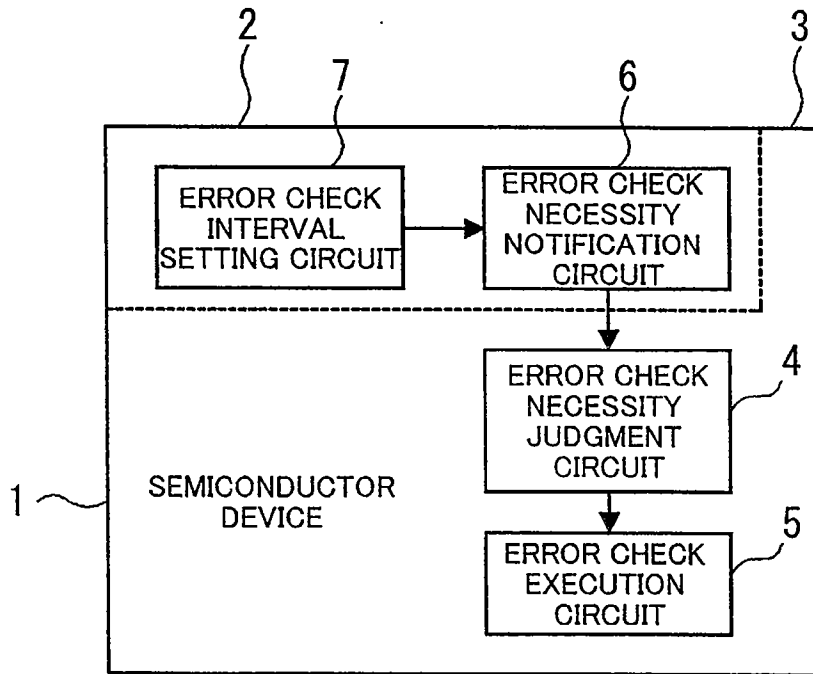 2
3
7
6
ERROR CHECK
INTERVAL
SETTING CIRCUIT
ERROR CHECK
NECESSITY
NOTIFICATION
CIRCUIT
ERROR CHECK
NECESSITY
JUDGMENT
CIRCUIT
4
1
SEMICONDUCTOR
DEVICE
ERROR CHECK
EXECUTION
CIRCUIT
5